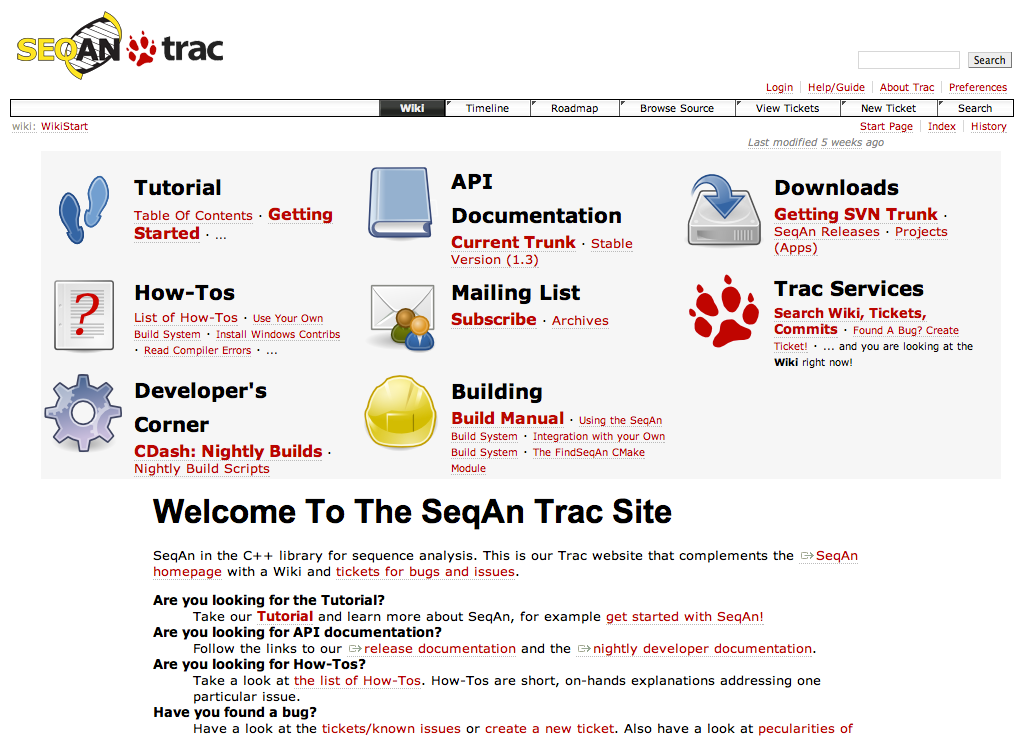 SEQAN trac
Search
Login Help/Guide About Trac Preferences
Wiki Timeline Roadmap Browse Source View Tickets New Ticket Search
wiki: WikiStart
Start Page Index History
Last modified 5 weeks ago
Tutorial
Table Of Contents · Getting
Started · ...
API
Documentation
Current Trunk · Stable
Version (1.3)
Downloads
Getting SVN Trunk ·
SeqAn Releases · Projects
(Apps)
?
How-Tos
List of How-Tos · Use Your Own
Build System · Install Windows Contribs
· Read Compiler Errors · ...
Mailing List
Subscribe · Archives
Trac Services
Search Wiki, Tickets,
Commits · Found A Bug? Create
Ticket! · ... and you are looking at the
Wiki right now!
Developer's
Corner
CDash: Nightly Builds ·
Nightly Build Scripts
Building
Build Manual · Using the SeqAn
Build System · Integration with your Own
Build System · The FindSeqAn CMake
Module
Welcome To The SeqAn Trac Site
SeqAn in the C++ library for sequence analysis. This is our Trac website that complements the SeqAn
homepage with a Wiki and tickets for bugs and issues.
Are you looking for the Tutorial?
Take our Tutorial and learn more about SeqAn, for example get started with SeqAn!
Are you looking for API documentation?
Follow the links to our release documentation and the nightly developer documentation.
Are you looking for How-Tos?
Take a look at the list of How-Tos. How-Tos are short, on-hands explanations addressing one
particular issue.
Have you found a bug?
Have a look at the tickets/known issues or create a new ticket. Also have a look at pecularities of